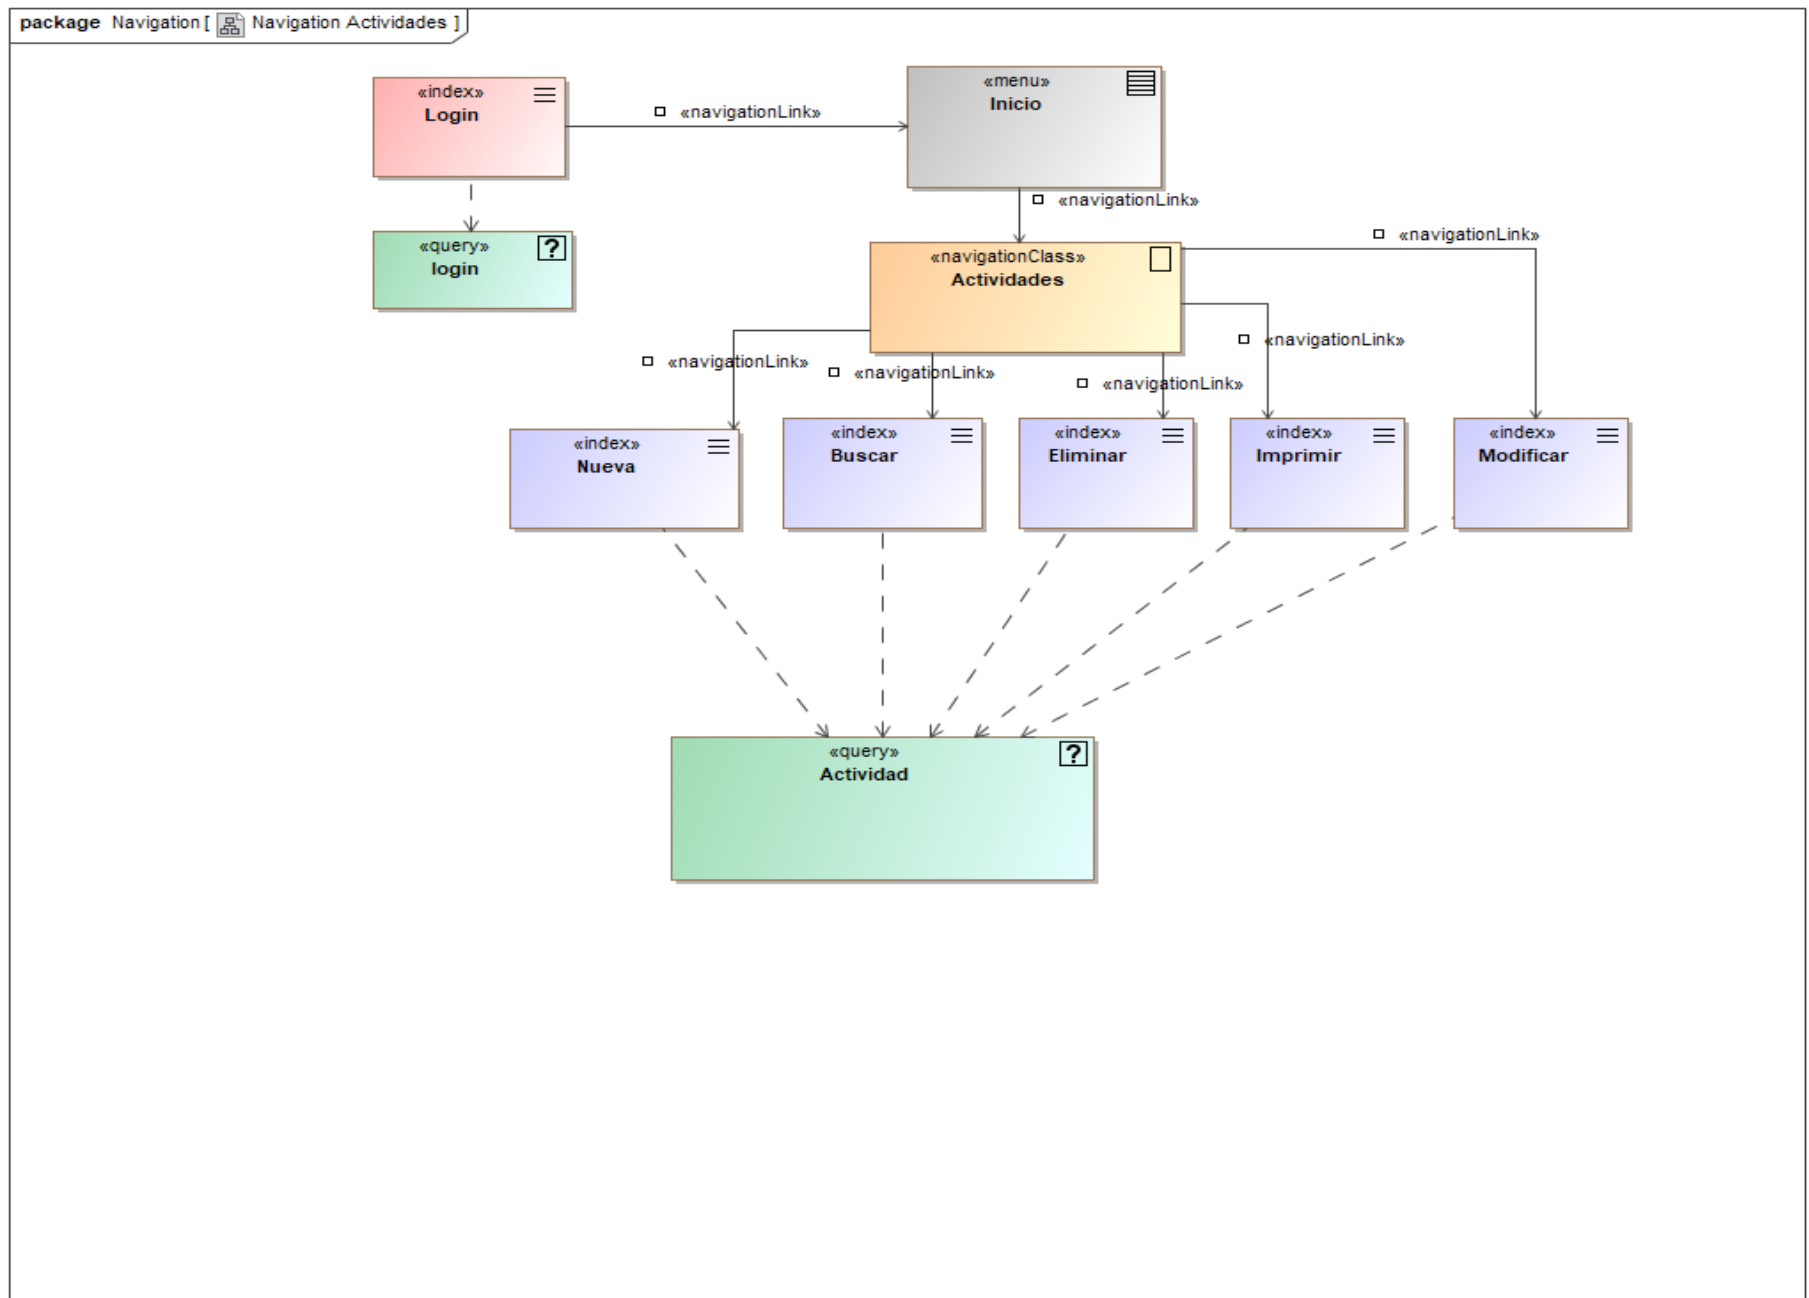 package Navigation [ Navigation Actividades ]
«index»
Login
«navigationLink»
«menu»
Inicio
«navigationLink»
«query»
login
«navigationClass»
Actividades
«navigationLink»
«navigationLink»
«navigationLink»
«navigationLink»
«navigationLink»
«index»
Nueva
«index»
Buscar
«index»
Eliminar
«index»
Imprimir
«index»
Modificar
«query»
Actividad